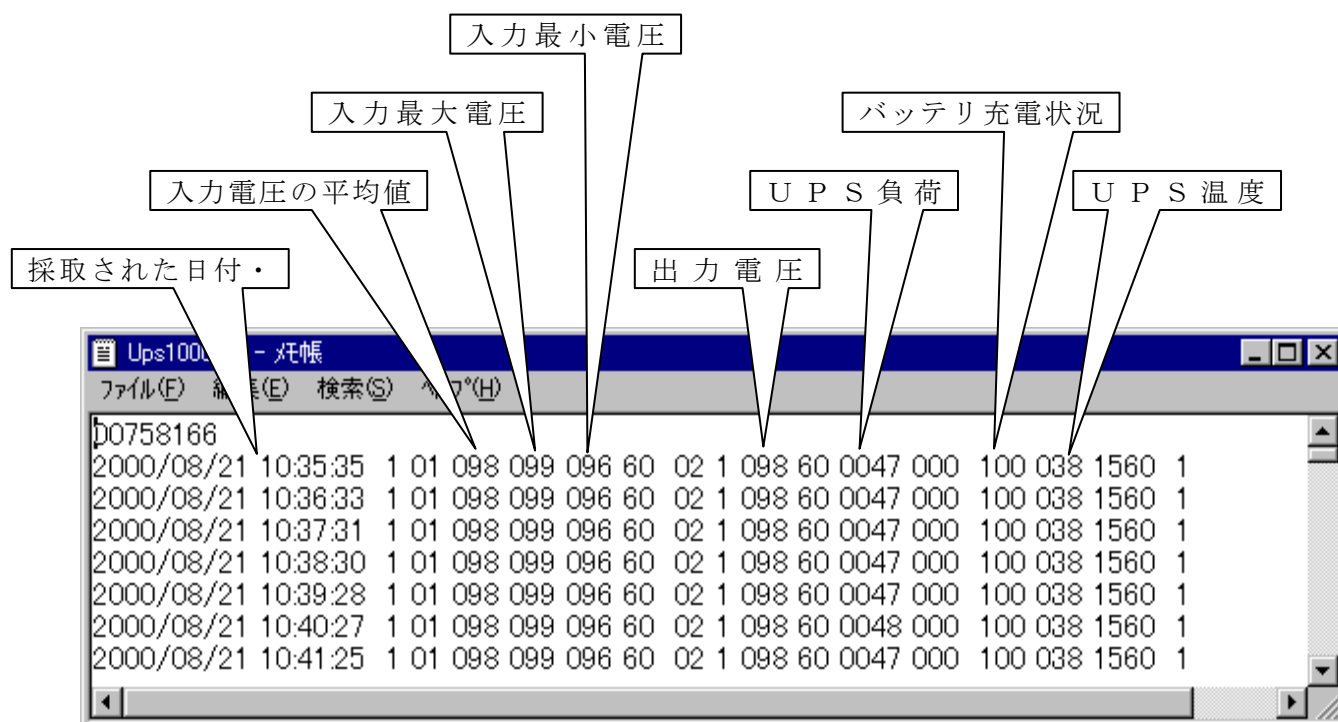 入力最小電圧
入力最大電圧
バッテリ充電状況
入力電圧の平均値
ＵＰＳ負荷
ＵＰＳ温度
採取された日付・
出力電圧
Ups100 - ﾒﾓ帳
ﾌｧｲﾙ(F) 編集(E) 検索(S) ﾍﾙﾌﾟ(H)
D0758166
2000/08/21 10:35:35 1 01 098 099 096 60 02 1 098 60 0047 000 100 038 1560 1
2000/08/21 10:36:33 1 01 098 099 096 60 02 1 098 60 0047 000 100 038 1560 1
2000/08/21 10:37:31 1 01 098 099 096 60 02 1 098 60 0047 000 100 038 1560 1
2000/08/21 10:38:30 1 01 098 099 096 60 02 1 098 60 0047 000 100 038 1560 1
2000/08/21 10:39:28 1 01 098 099 096 60 02 1 098 60 0047 000 100 038 1560 1
2000/08/21 10:40:27 1 01 098 099 096 60 02 1 098 60 0048 000 100 038 1560 1
2000/08/21 10:41:25 1 01 098 099 096 60 02 1 098 60 0047 000 100 038 1560 1